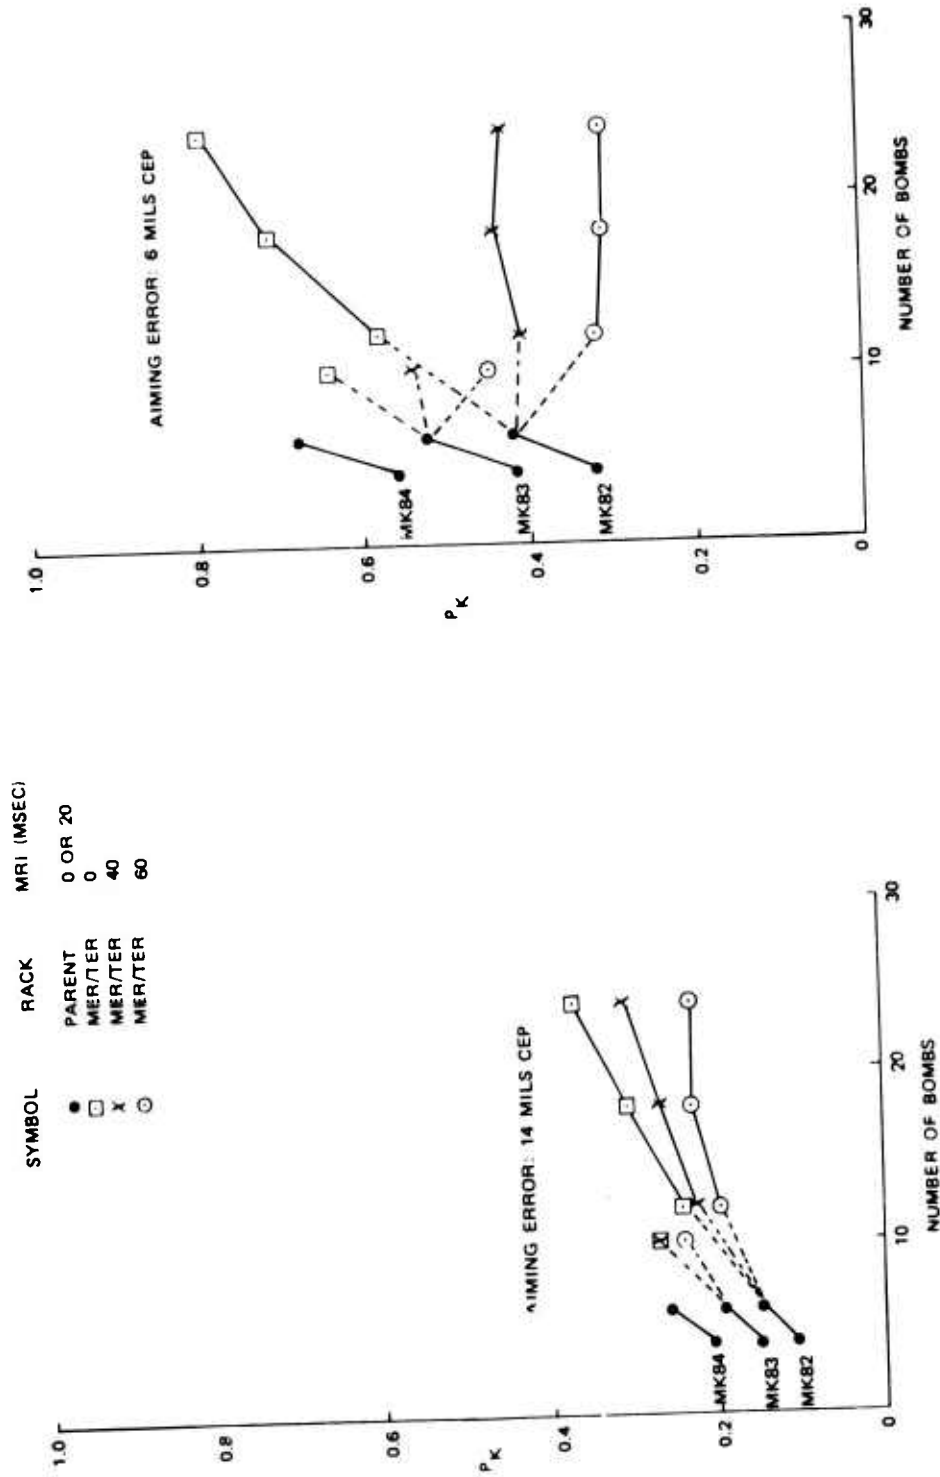 SYMBOL RACK MRI (MSEC)
PARENT 0 OR 20
MER/TER 0
MER/TER 40
MER/TER 60
AIMING ERROR: 14 MILS CEP
1.0
0.8
0.6
0.4
0.2
0
PK
MK84
MK83
MK82
10
20
30
NUMBER OF BOMBS
AIMING ERROR: 6 MILS CEP
1.0
0.8
0.6
0.4
0.2
0
PK
MK84
MK83
MK82
10
20
30
NUMBER OF BOMBS